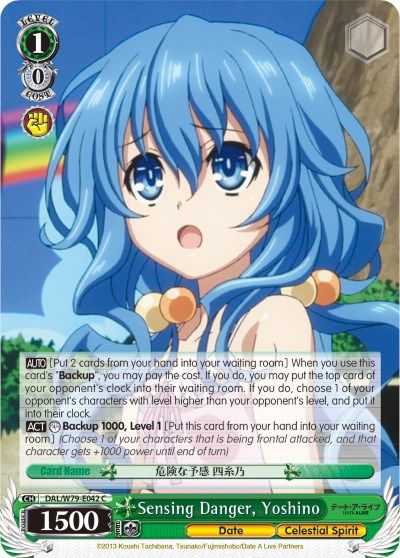 LEVEL
1
0
COST
AUTO [Put 2 cards from your hand into your waiting room] When you use this
card's "Backup", you may pay the cost. If you do, you may put the top card
of your opponent's clock into their waiting room. If you do, choose 1 of your
opponent's characters with level higher than your opponent's level, and put
it into their clock.
ACT Backup 1000, Level 1 [Put this card from your hand into your waiting
room] (Choose 1 of your characters that is being frontal attacked, and that
character gets +1000 power until end of turn)
Card Name 危険な予感 四糸乃
CD DAL/W79-E042 C
POWER 1500
Sensing Danger, Yoshino
デート・ア・ライブ
DATE A LIVE
Date Celestial Spirit
©2013 Koushi Tachibana, Tsunako/Fujimishobo/Date A Live Partners